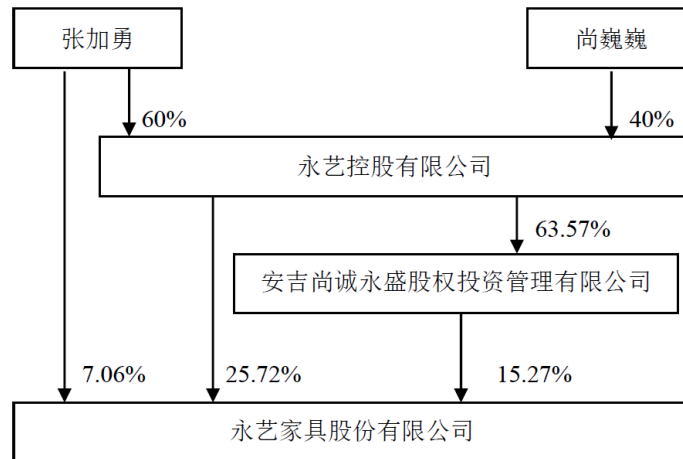 张加勇
尚巍巍
60%
40%
永艺控股有限公司
63.57%
安吉尚诚永盛股权投资管理有限公司
7.06%
25.72%
15.27%
永艺家具股份有限公司